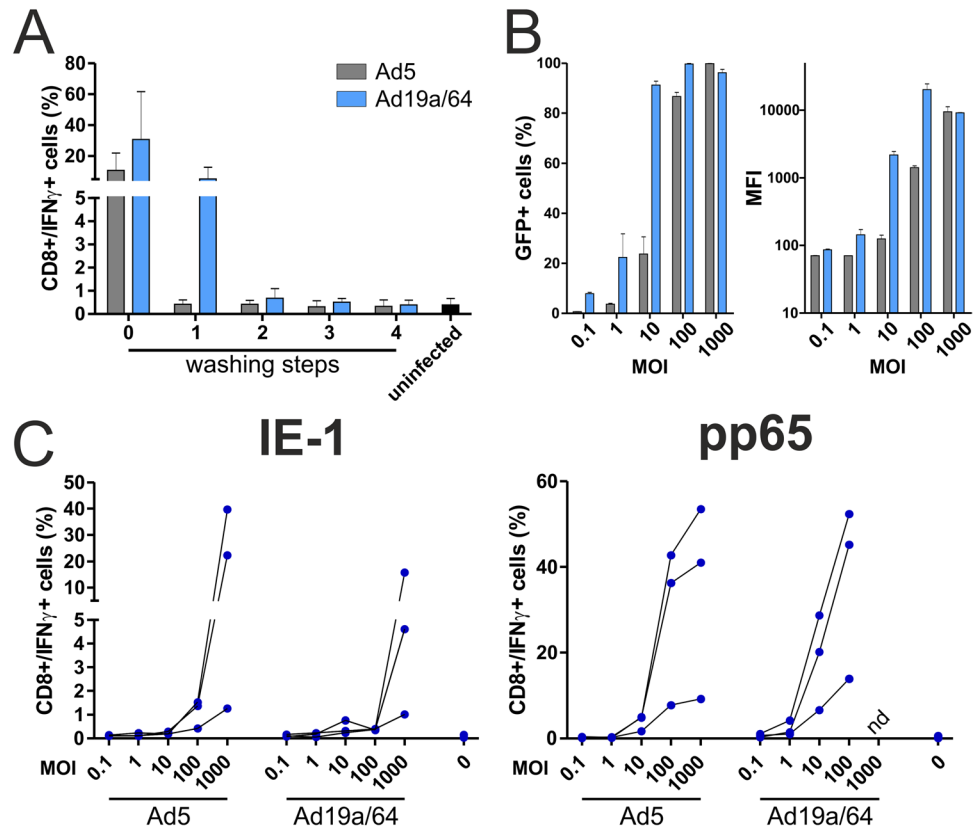 A
CD8+/IFNγ+ cells (%)
80
60
40
20
5
4
3
2
1
0
Ad5
Ad19a/64
0 1 2 3 4 uninfected
washing steps
B
GFP+ cells (%)
100
80
60
40
20
0
0.1 1 10 100 1000
MOI
MFI
10000
1000
100
10
0.1 1 10 100 1000
MOI
C
IE-1
CD8+/IFNγ+ cells (%)
50
40
30
20
10
5
4
3
2
1
0
MOI 0.1 1 10 100 1000 0.1 1 10 100 1000 0
Ad5 Ad19a/64
pp65
CD8+/IFNγ+ cells (%)
60
40
20
0
nd
MOI 0.1 1 10 100 1000 0.1 1 10 100 1000 0
Ad5 Ad19a/64